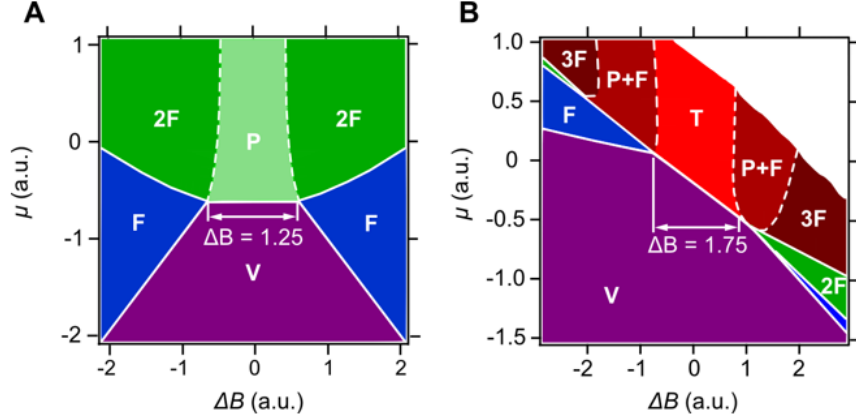 A
1
0
-1
-2
μ (a.u.)
2F
P
2F
F
F
ΔB = 1.25
V
-2
-1
0
1
2
ΔB (a.u.)
B
1.0
0.5
0
-0.5
-1.0
-1.5
μ (a.u.)
3F
P+F
T
F
P+F
3F
ΔB = 1.75
2F
V
-2
-1
0
1
2
ΔB (a.u.)